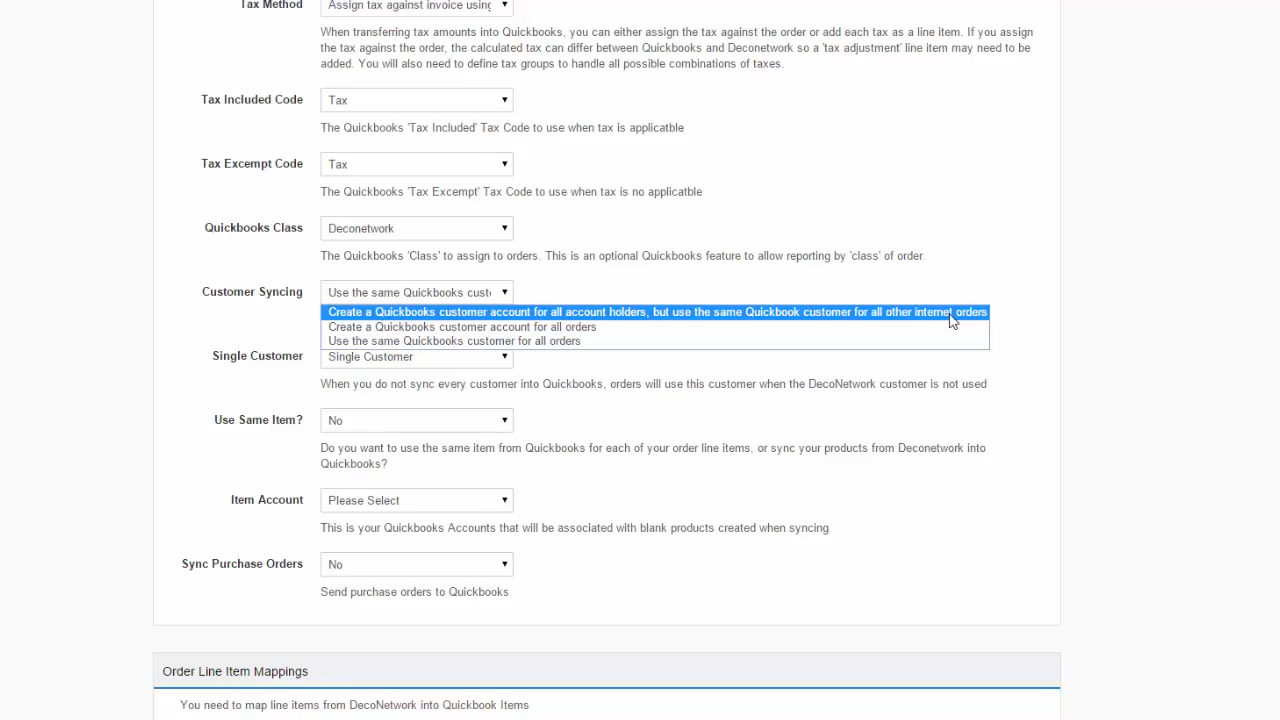 Tax Method
Assign tax against invoice using
When transferring tax amounts into Quickbooks, you can either assign the tax against the order or add each tax as a line item. If you assign
the tax against the order, the calculated tax can differ between Quickbooks and Deconetwork so a 'tax adjustment' line item may need to be
added. You will also need to define tax groups to handle all possible combinations of taxes.
Tax Included Code
Tax
The Quickbooks 'Tax Included' Tax Code to use when tax is applicatble
Tax Excempt Code
Tax
The Quickbooks 'Tax Excempt' Tax Code to use when tax is no applicatble
Quickbooks Class
Deconetwork
The Quickbooks 'Class' to assign to orders. This is an optional Quickbooks feature to allow reporting by 'class' of order.
Customer Syncing
Use the same Quickbooks cust
Create a Quickbooks customer account for all account holders, but use the same Quickbook customer for all other internet orders
Create a Quickbooks customer account for all orders
Use the same Quickbooks customer for all orders
Single Customer
Single Customer
When you do not sync every customer into Quickbooks, orders will use this customer when the DecoNetwork customer is not used
Use Same Item?
No
Do you want to use the same item from Quickbooks for each of your order line items, or sync your products from Deconetwork into
Quickbooks?
Item Account
Please Select
This is your Quickbooks Accounts that will be associated with blank products created when syncing
Sync Purchase Orders
No
Send purchase orders to Quickbooks
Order Line Item Mappings
You need to map line items from DecoNetwork into Quickbook Items